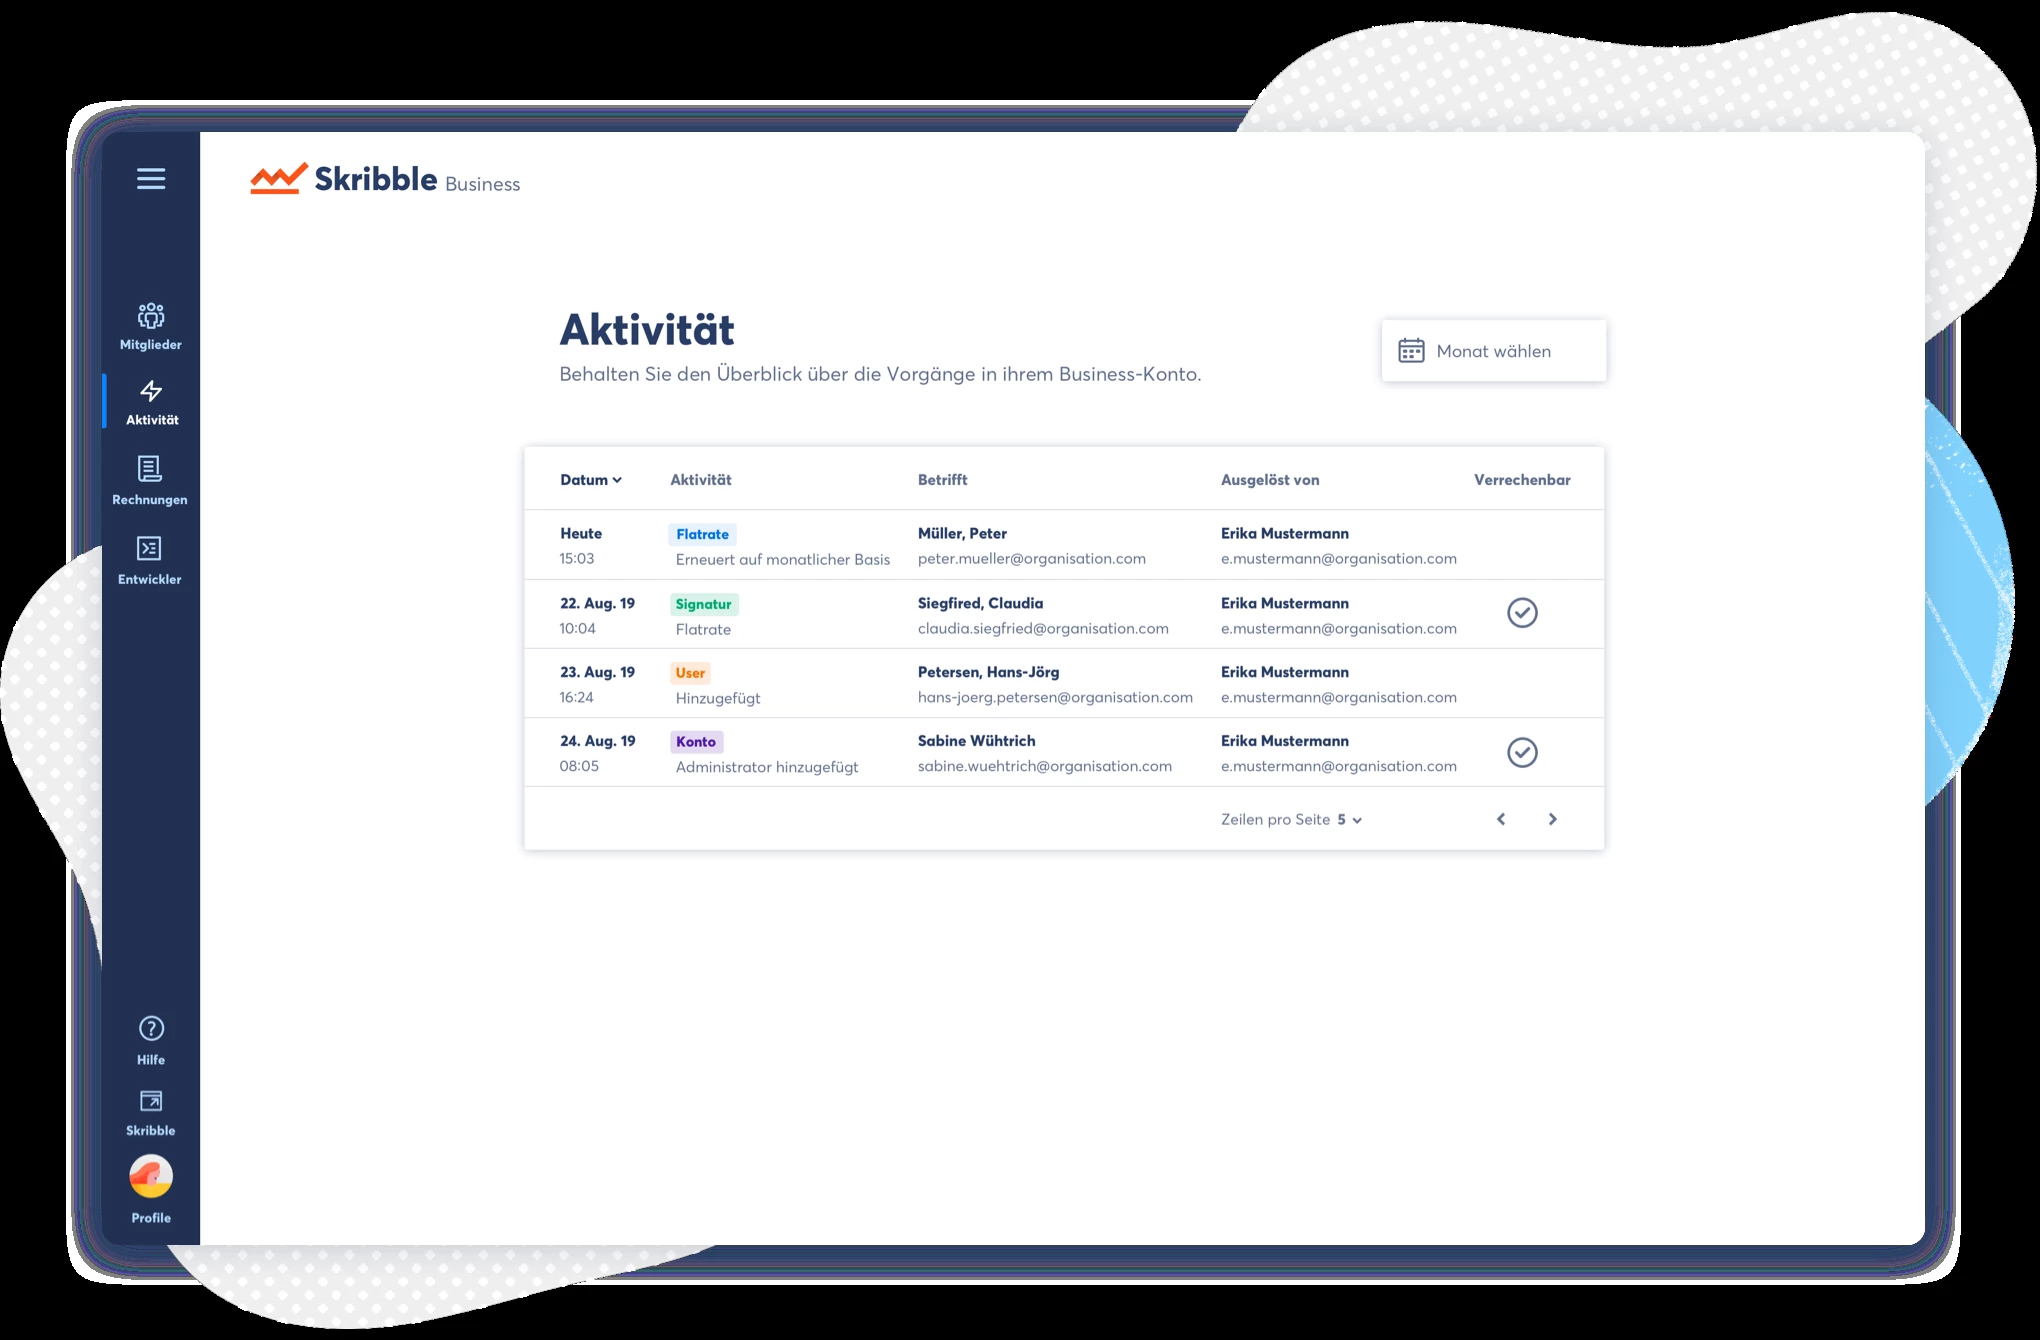 Skribble Business
Mitglieder
Aktivität
Rechnungen
Entwickler
Hilfe
Skribble
Profile
Aktivität
Behalten Sie den Überblick über die Vorgänge in ihrem Business-Konto.
Monat wählen
Datum Aktivität Betrifft Ausgelöst von Verrechenbar
Heute Flatrate Müller, Peter Erika Mustermann
15:03 Erneuert auf monatlicher Basis peter.mueller@organisation.com e.mustermann@organisation.com
22. Aug. 19 Signatur Siegfired, Claudia Erika Mustermann
10:04 Flatrate claudia.siegfried@organisation.com e.mustermann@organisation.com
23. Aug. 19 User Petersen, Hans-Jörg Erika Mustermann
16:24 Hinzugefügt hans-joerg.petersen@organisation.com e.mustermann@organisation.com
24. Aug. 19 Konto Sabine Wühtrich Erika Mustermann
08:05 Administrator hinzugefügt sabine.wuehtrich@organisation.com e.mustermann@organisation.com
Zeilen pro Seite 5